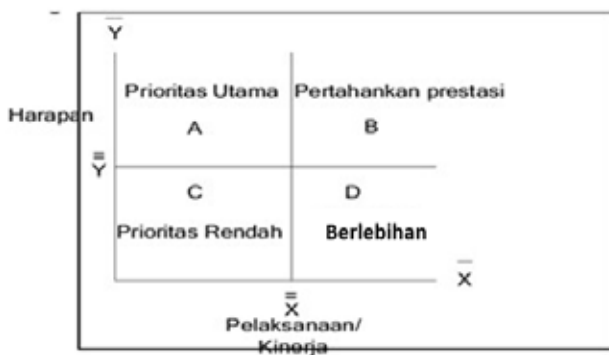 Y̅
Prioritas Utama Pertahankan prestasi
Harapan
A B
Y̿
C D
Prioritas Rendah Berlebihan
X̅
X̿
Pelaksanaan/
Kinerja